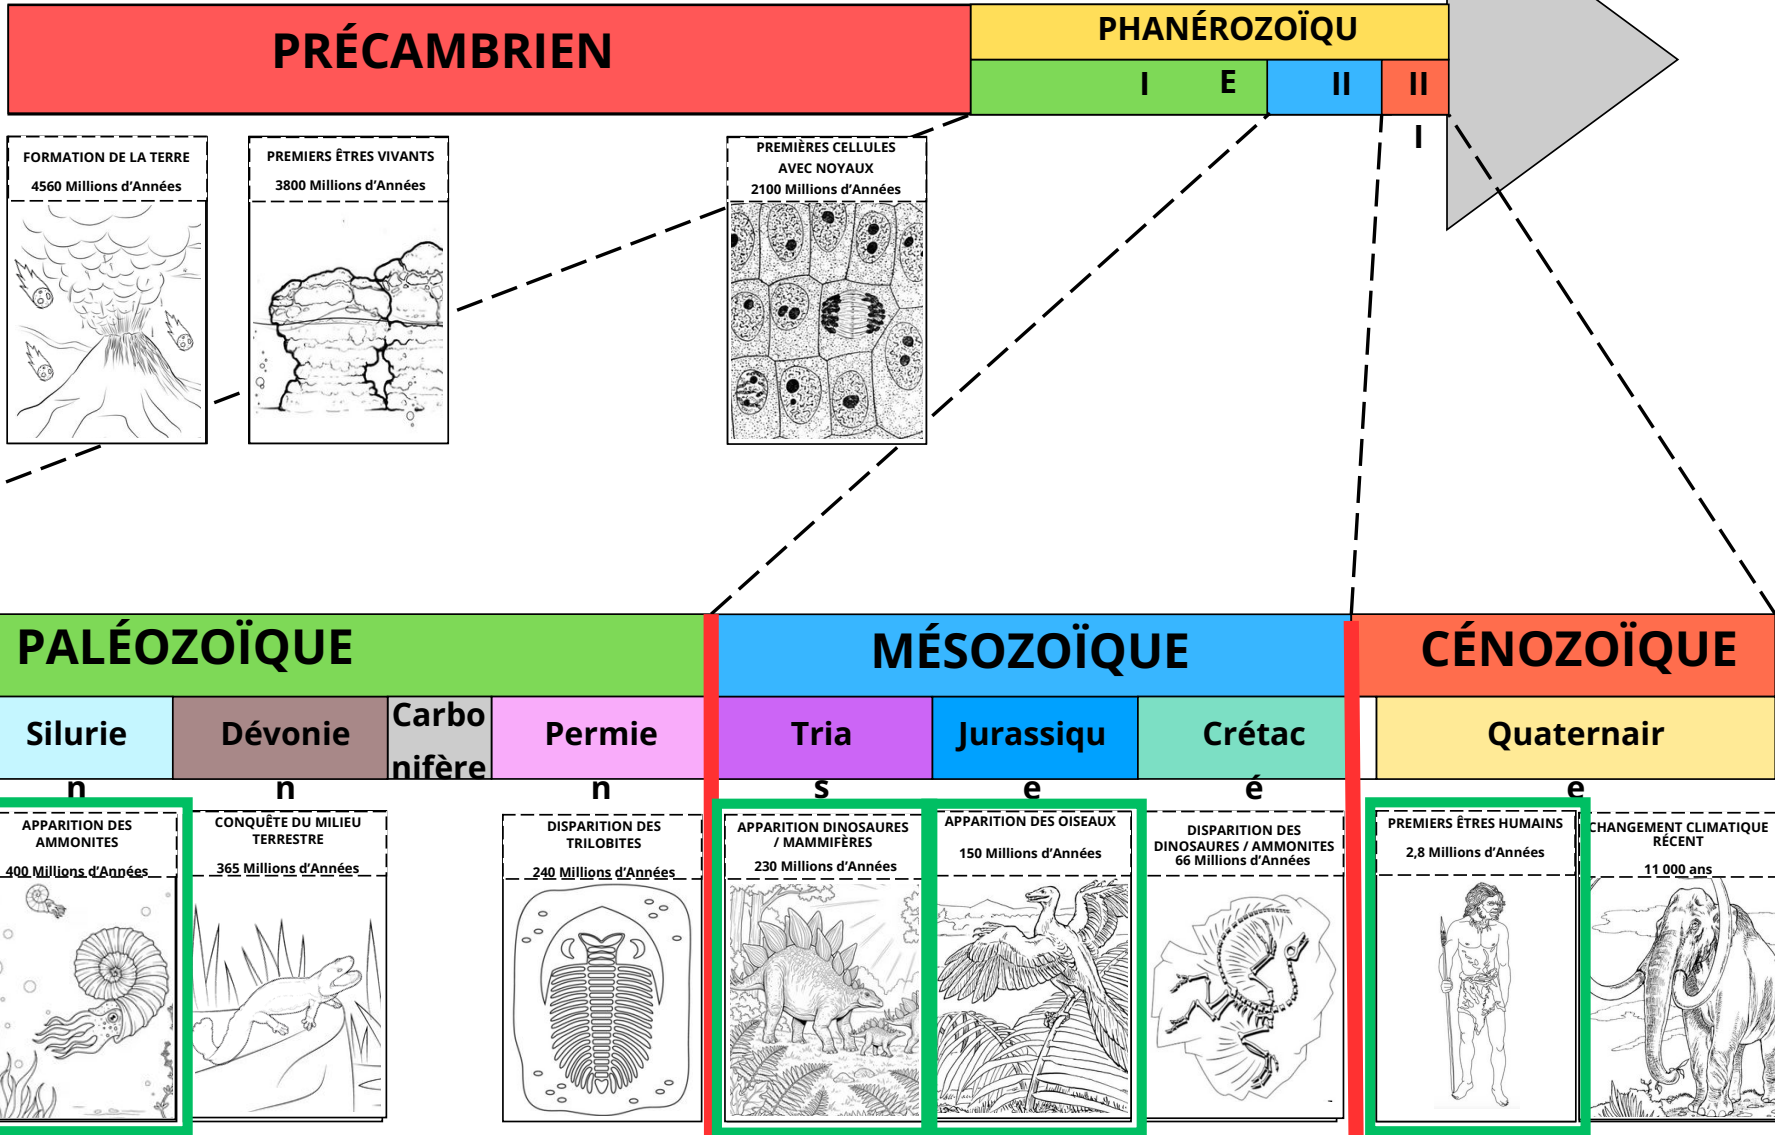 PRÉCAMBRIEN
PHANÉROZOÏQU
E
I
II
II
I
FORMATION DE LA TERRE
4560 Millions d’Années
PREMIERS ÊTRES VIVANTS
3800 Millions d’Années
PREMIÈRES CELLULES
AVEC NOYAUX
2100 Millions d’Années
PALÉOZOÏQUE
MÉSOZOÏQUE
CÉNOZOÏQUE
Silurie
n
Dévonie
n
Carbo
nifère
Permie
n
Tria
s
Jurassiqu
e
Crétac
é
Quaternair
e
APPARITION DES
AMMONITES
400 Millions d’Années
CONQUÊTE DU MILIEU
TERRESTRE
365 Millions d’Années
DISPARITION DES
TRILOBITES
240 Millions d’Années
APPARITION DINOSAURES
/ MAMMIFÈRES
230 Millions d’Années
APPARITION DES OISEAUX
150 Millions d’Années
DISPARITION DES
DINOSAURES / AMMONITES
66 Millions d’Années
PREMIERS ÊTRES HUMAINS
2,8 Millions d’Années
CHANGEMENT CLIMATIQUE
RÉCENT
11 000 ans